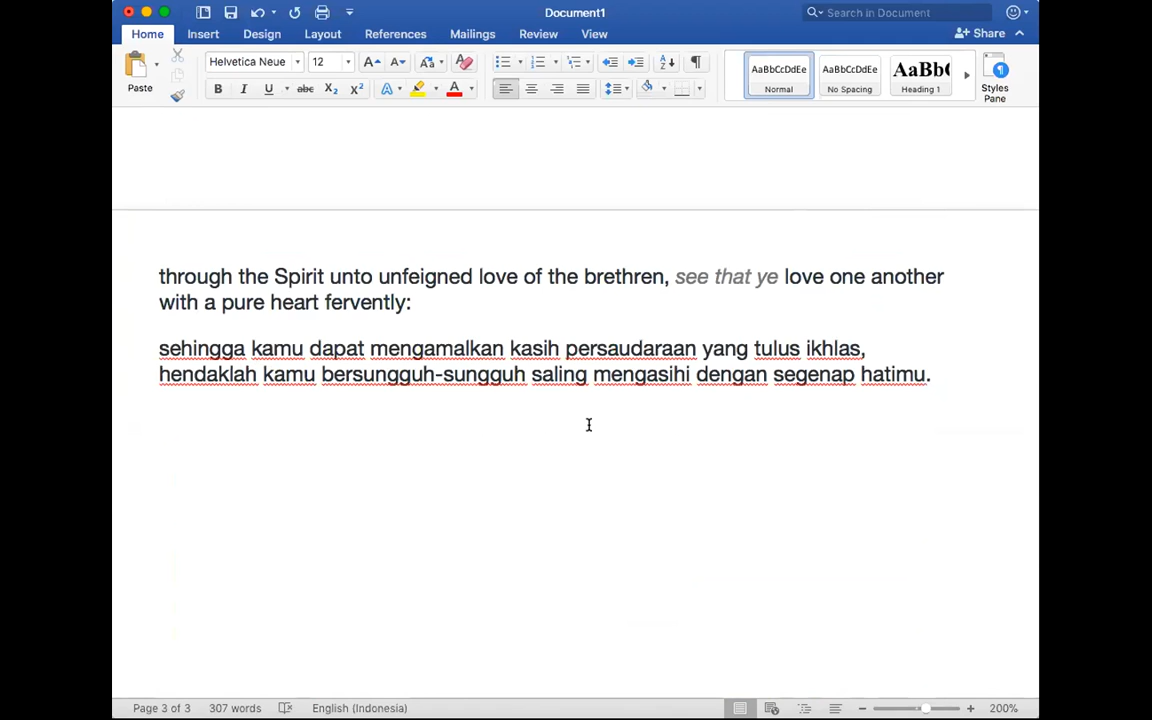 Document1
Search in Document
Home Insert Design Layout References Mailings Review View Share
Paste
Helvetica Neue 12
AaBbCcDdEe AaBbCcDdEe
Normal No Spacing Heading 1
Styles Pane
through the Spirit unto unfeigned love of the brethren, see that ye love one another
with a pure heart fervently:
sehingga kamu dapat mengamalkan kasih persaudaraan yang tulus ikhlas,
hendaklah kamu bersungguh-sungguh saling mengasihi dengan segenap hatimu.
Page 3 of 3 307 words English (Indonesia) 200%